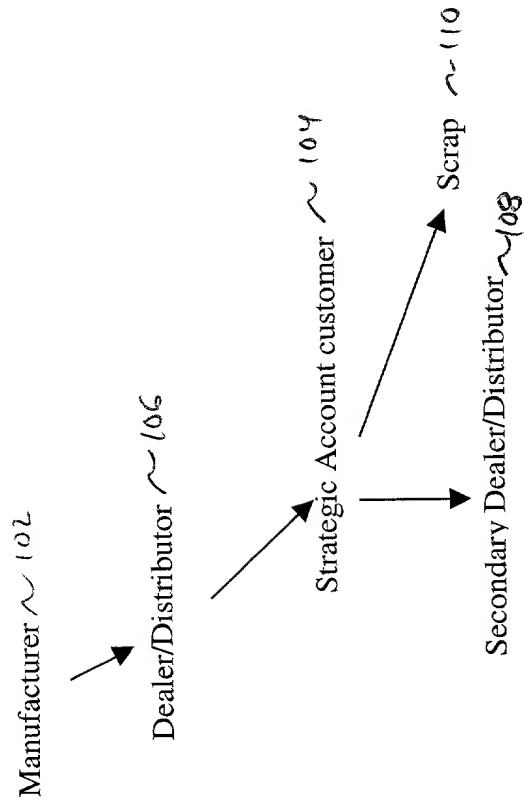 Manufacturer ~ 102
Dealer/Distributor ~ 106
Strategic Account customer ~ 104
Scrap ~ 110
Secondary Dealer/Distributor ~108